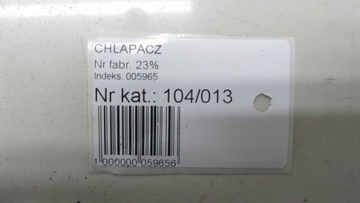 CHLAPACZ
Nr fabr. 23%
Indeks: 005965
Nr kat.: 104/013
1 000000 059656